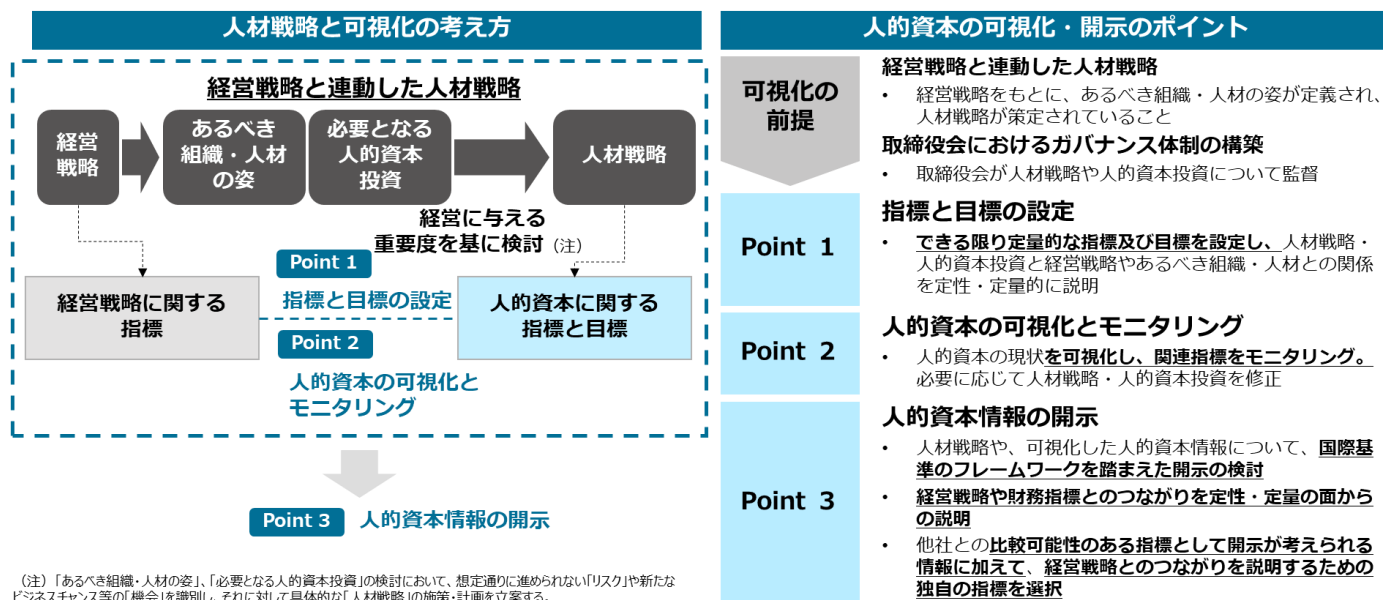 人材戦略と可視化の考え方
経営戦略と連動した人材戦略
経営
戦略
あるべき
組織・人材
の姿
必要となる
人的資本
投資
人材戦略
経営に与える
重要度を基に検討（注）
Point 1
指標と目標の設定
経営戦略に関する
指標
人的資本に関する
指標と目標
Point 2
人的資本の可視化と
モニタリング
Point 3 人的資本情報の開示
（注）「あるべき組織・人材の姿」、「必要となる人的資本投資」の検討において、想定通りに進められない「リスク」や新たな
ビジネスチャンス等の「機会」を識別し、それに対して具体的な「人材戦略」の施策・計画を立案する。
人的資本の可視化・開示のポイント
可視化の
前提
経営戦略と連動した人材戦略
• 経営戦略をもとに、あるべき組織・人材の姿が定義され、
人材戦略が策定されていること
取締役会におけるガバナンス体制の構築
• 取締役会が人材戦略や人的資本投資について監督
Point 1
指標と目標の設定
• できる限り定量的な指標及び目標を設定し、人材戦略・
人的資本投資と経営戦略やあるべき組織・人材との関係
を定性・定量的に説明
Point 2
人的資本の可視化とモニタリング
• 人的資本の現状を可視化し、関連指標をモニタリング。
必要に応じて人材戦略・人的資本投資を修正
Point 3
人的資本情報の開示
• 人材戦略や、可視化した人的資本情報について、国際基
準のフレームワークを踏まえた開示の検討
• 経営戦略や財務指標とのつながりを定性・定量の面から
の説明
• 他社との比較可能性のある指標として開示が考えられる
情報に加えて、経営戦略とのつながりを説明するための
独自の指標を選択